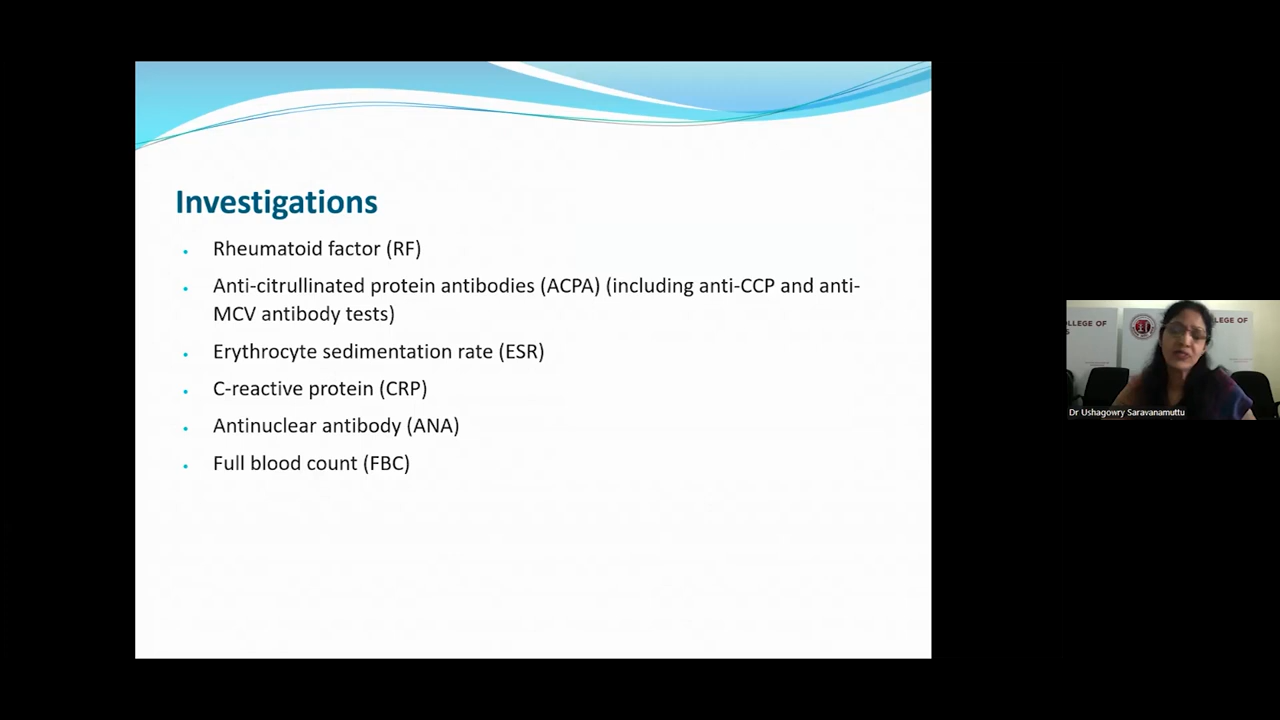 Investigations
Rheumatoid factor (RF)
Anti-citrullinated protein antibodies (ACPA) (including anti-CCP and anti-
MCV antibody tests)
Erythrocyte sedimentation rate (ESR)
C-reactive protein (CRP)
Antinuclear antibody (ANA)
Full blood count (FBC)
LLEGE OF
LLEGE OF
S
Dr Ushagowry Saravanamuttu